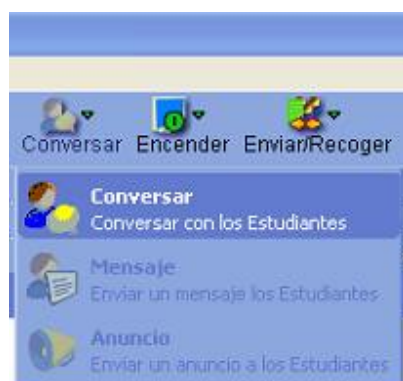 Conversar Encender Enviar/Recoger
Conversar
Conversar con los Estudiantes
Mensaje
Enviar un mensaje los Estudiantes
Anuncio
Enviar un anuncio a los Estudiantes